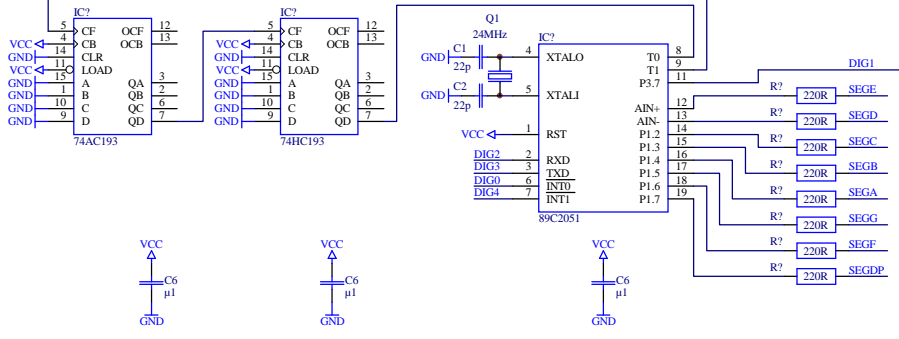 IC?
5 CF OCF 12
VCC 4 CB OCB 13
GND 14 CLR
VCC 11 LOAD
GND 15 A QA 3
GND 1 B QB 2
GND 10 C QC 6
GND 9 D QD 7
74AC193
IC?
5 CF OCF 12
VCC 4 CB OCB 13
GND 14 CLR
VCC 11 LOAD
GND 15 A QA 3
GND 1 B QB 2
GND 10 C QC 6
GND 9 D QD 7
74HC193
Q1
24MHz
GND C1
22p
GND C2
22p
IC?
4 XTALO T0 8
T1 9
P3.7 11 DIG1
5 XTALI
AIN+ 12 R? 220R SEGE
AIN- 13 R? 220R SEGD
VCC 1 RST P1.2 14 R? 220R SEGC
P1.3 15 R? 220R SEGB
DIG2 2 RXD P1.4 16 R? 220R SEGA
DIG3 3 TXD P1.5 17 R? 220R SEGG
DIG0 6 INT0 P1.6 18 R? 220R SEGF
DIG4 7 INT1 P1.7 19 R? 220R SEGDP
89C2051
VCC
C6
µ1
GND
VCC
C6
µ1
GND
VCC
C6
µ1
GND